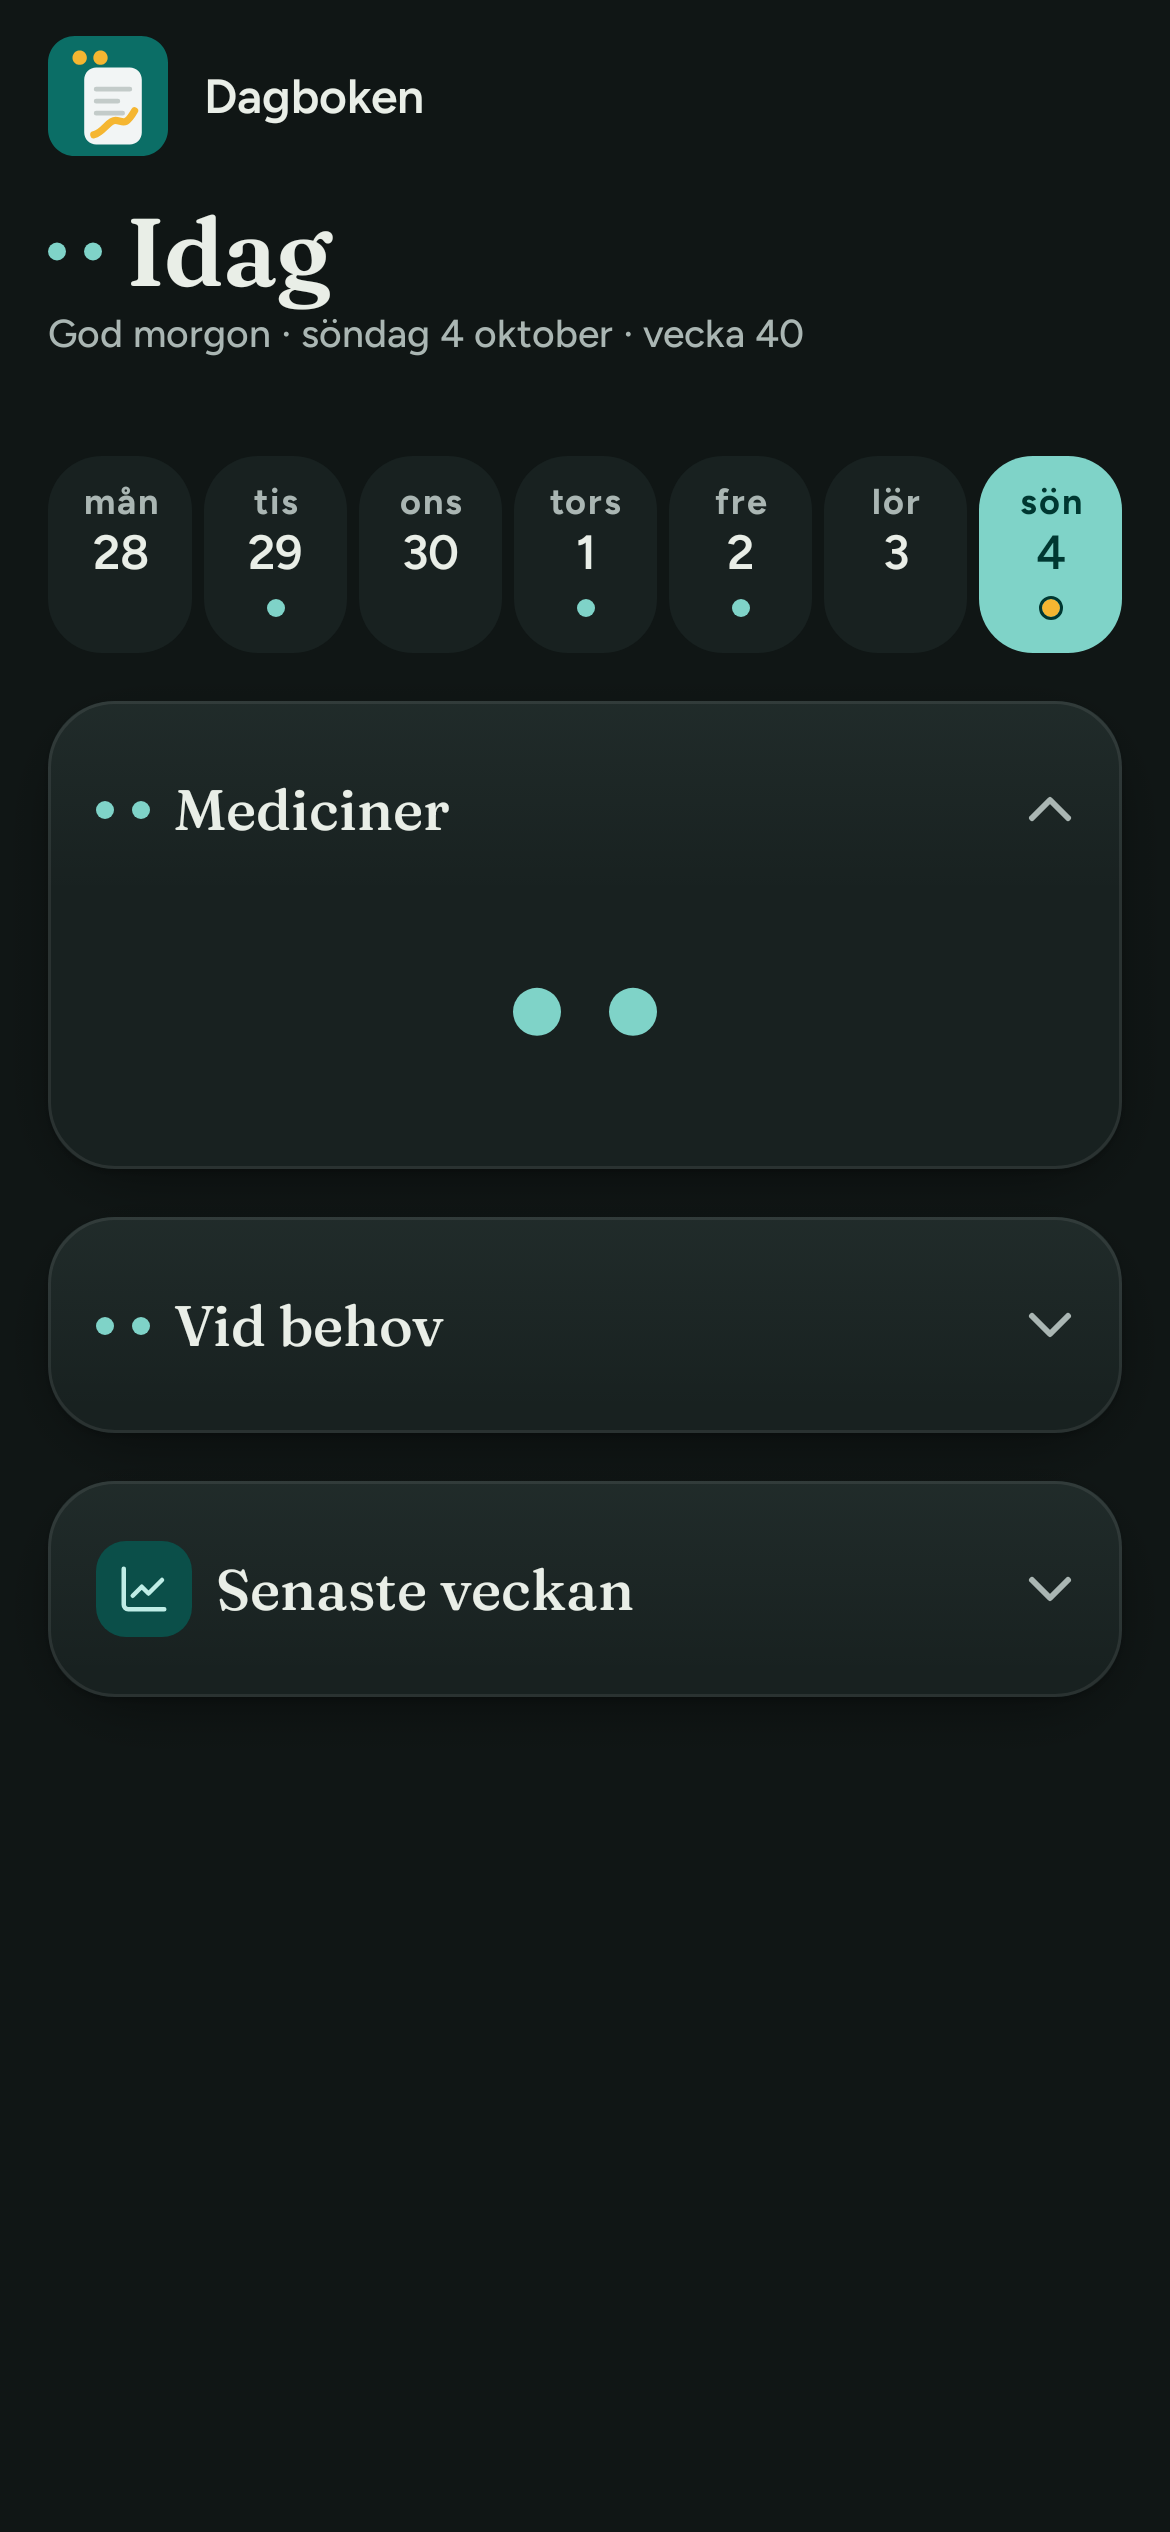 Dagboken
Idag
God morgon · söndag 4 oktober · vecka 40
mån tis ons tors fre lör sön
28 29 30 1 2 3 4
Mediciner
Vid behov
Senaste veckan